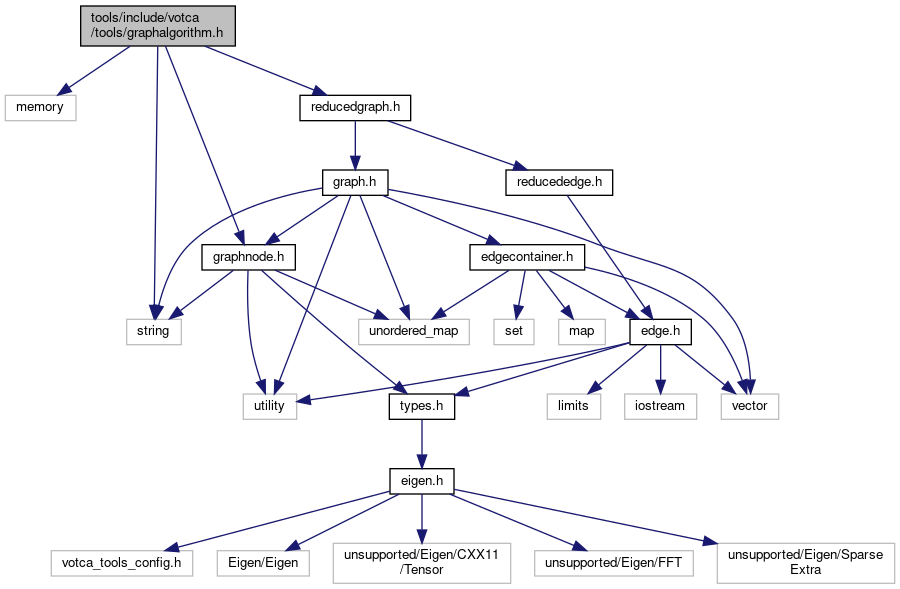 tools/include/votca
/tools/graphalgorithm.h
memory
reducedgraph.h
graph.h
reducededge.h
graphnode.h
edgecontainer.h
string
unordered_map
set
map
edge.h
utility
types.h
limits
iostream
vector
eigen.h
votca_tools_config.h
Eigen/Eigen
unsupported/Eigen/CXX11
/Tensor
unsupported/Eigen/FFT
unsupported/Eigen/Sparse
Extra